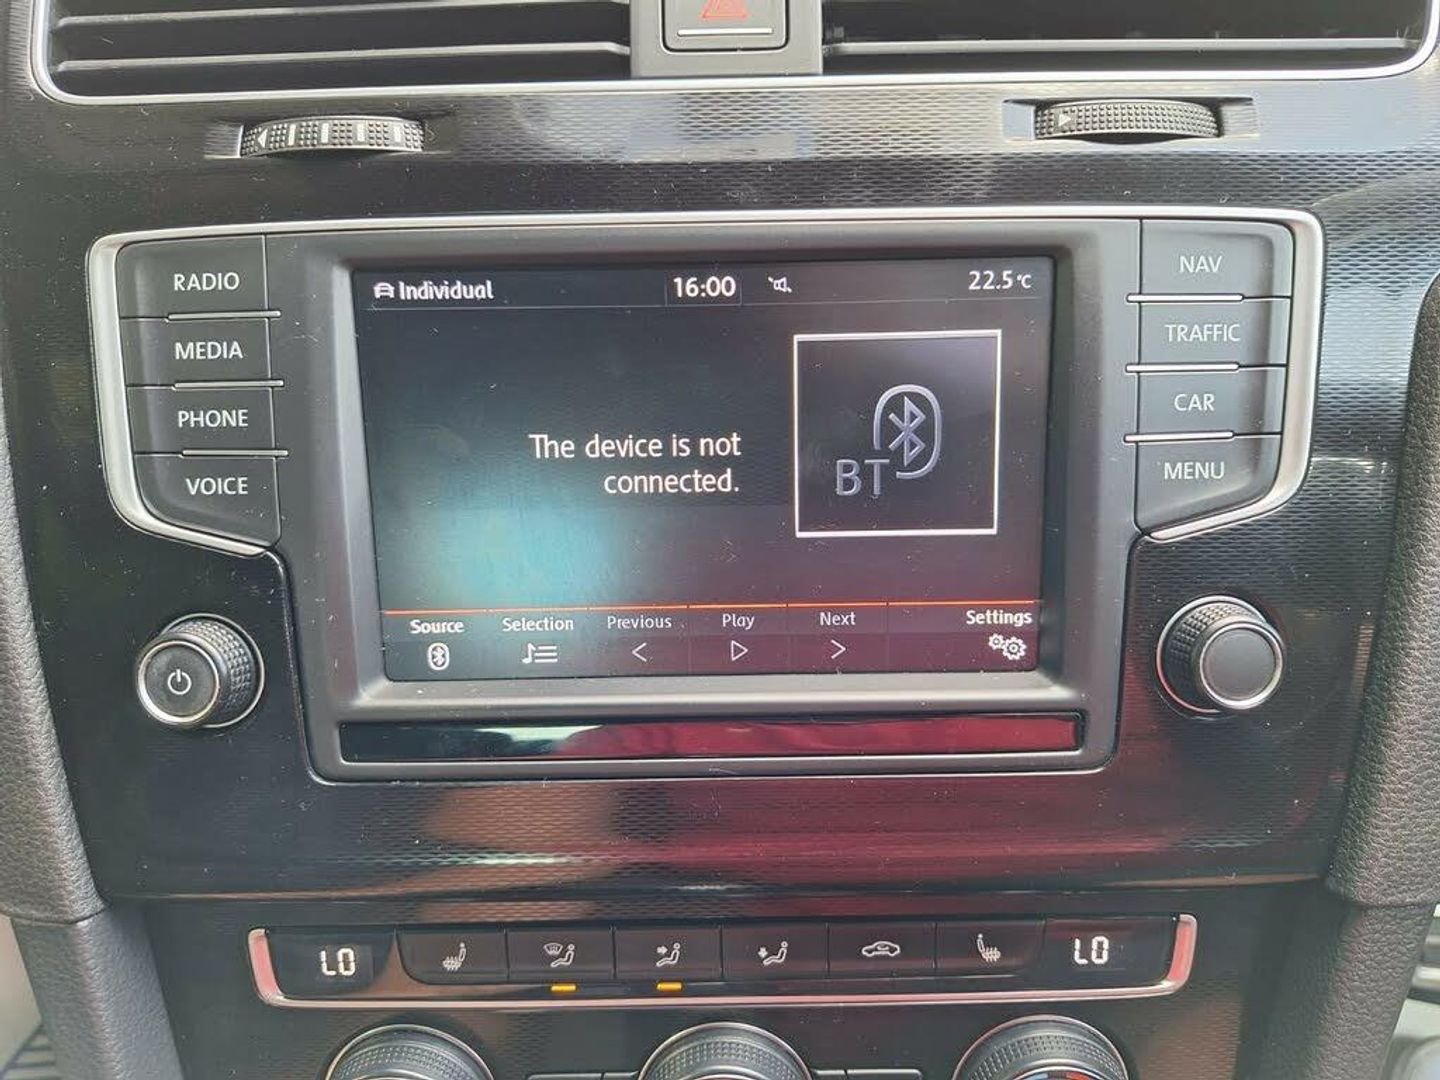 RADIO
MEDIA
PHONE
VOICE
Individual
16:00
22.5°C
The device is not
connected.
BT
Source
Selection
Previous
Play
Next
Settings
NAV
TRAFFIC
CAR
MENU
LO
LO